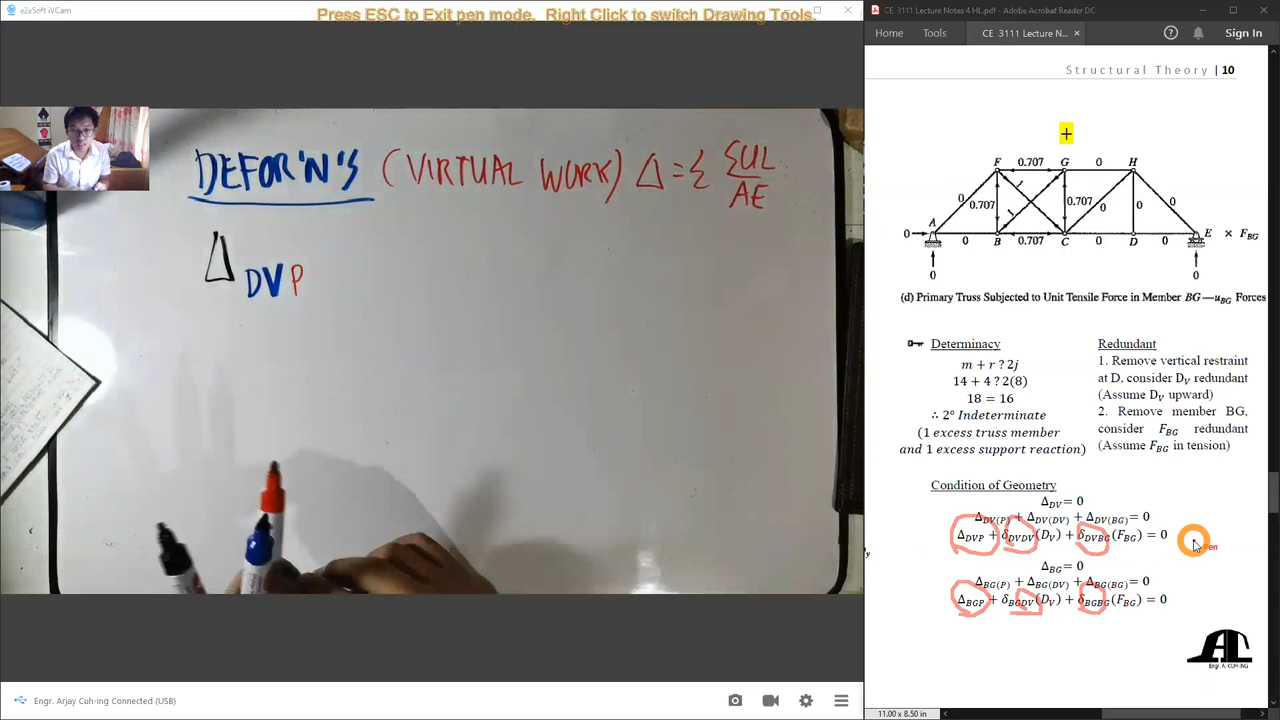 e2eSoft iVCam
Press ESC to Exit pen mode. Right Click to switch Drawing Tools.
DEFOR'N'S (VIRTUAL WORK) Δ = Σ SUL / AE
Δ DVP
Engr. Arjay Cuh-ing Connected (USB)
CE 3111 Lecture Notes 4 HL.pdf - Adobe Acrobat Reader DC
Home Tools CE 3111 Lecture N... × Sign In
Structural Theory | 10
+
F 0.707 G 0 H
0 0.707 1 1 0.707 0 0 0
A B C D E
0 0 0.707 0 0 × F_BG
0 0
(d) Primary Truss Subjected to Unit Tensile Force in Member BG—u_BG Forces
Determinacy
m + r ? 2j
14 + 4 ? 2(8)
18 = 16
∴ 2° Indeterminate
(1 excess truss member
and 1 excess support reaction)
Redundant
1. Remove vertical restraint
at D, consider D_V redundant
(Assume D_V upward)
2. Remove member BG,
consider F_BG redundant
(Assume F_BG in tension)
Condition of Geometry
Δ_DV = 0
Δ_DV(P) + Δ_DV(DV) + Δ_DV(BG) = 0
Δ_DVP + δ_DVDV(D_V) + δ_DVBG(F_BG) = 0
Pen
Δ_BG = 0
Δ_BG(P) + Δ_BG(DV) + Δ_BG(BG) = 0
Δ_BGP + δ_BGDV(D_V) + δ_BGBG(F_BG) = 0
Engr. A. CUH-ING
11.00 x 8.50 in